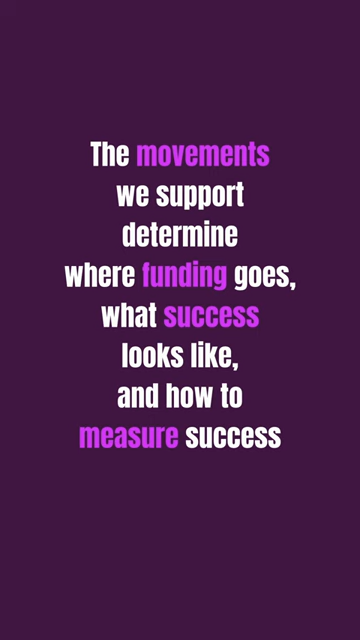 The movements
we support
determine
where funding goes,
what success
looks like,
and how to
measure success